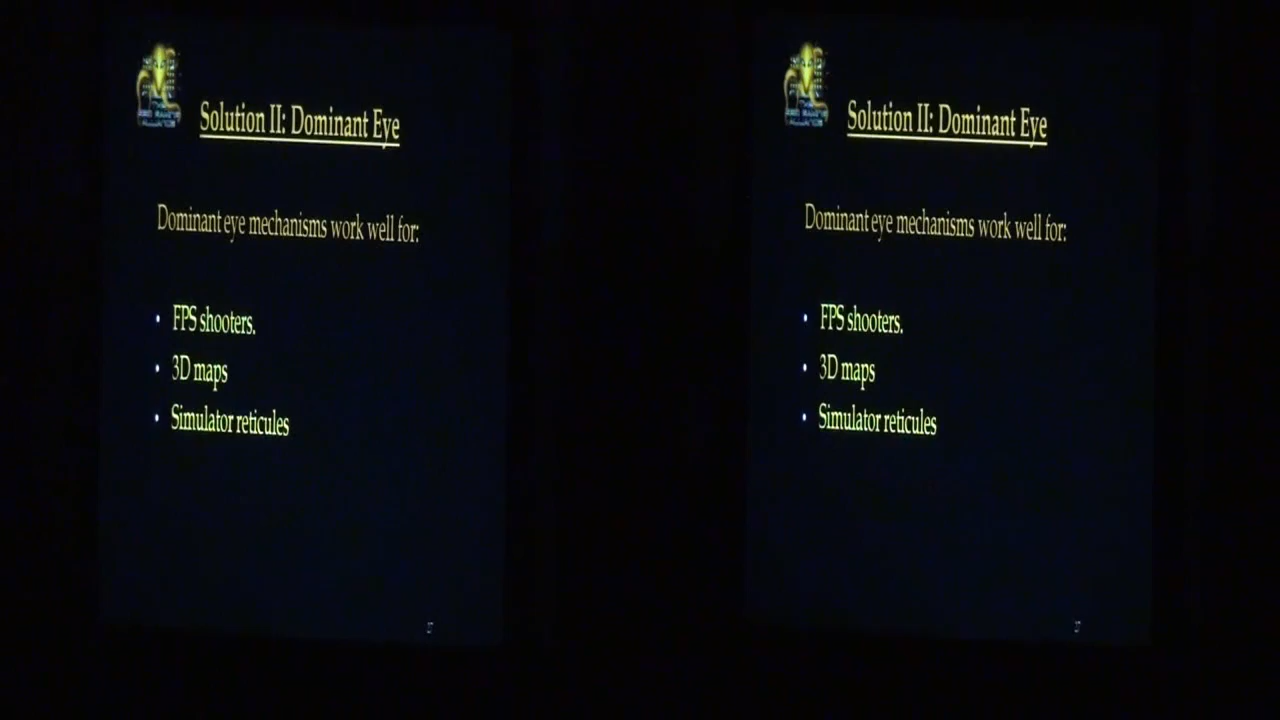 Solution II: Dominant Eye
Dominant eye mechanisms work well for:
• FPS shooters.
• 3D maps
• Simulator reticules
Solution II: Dominant Eye
Dominant eye mechanisms work well for:
• FPS shooters.
• 3D maps
• Simulator reticules